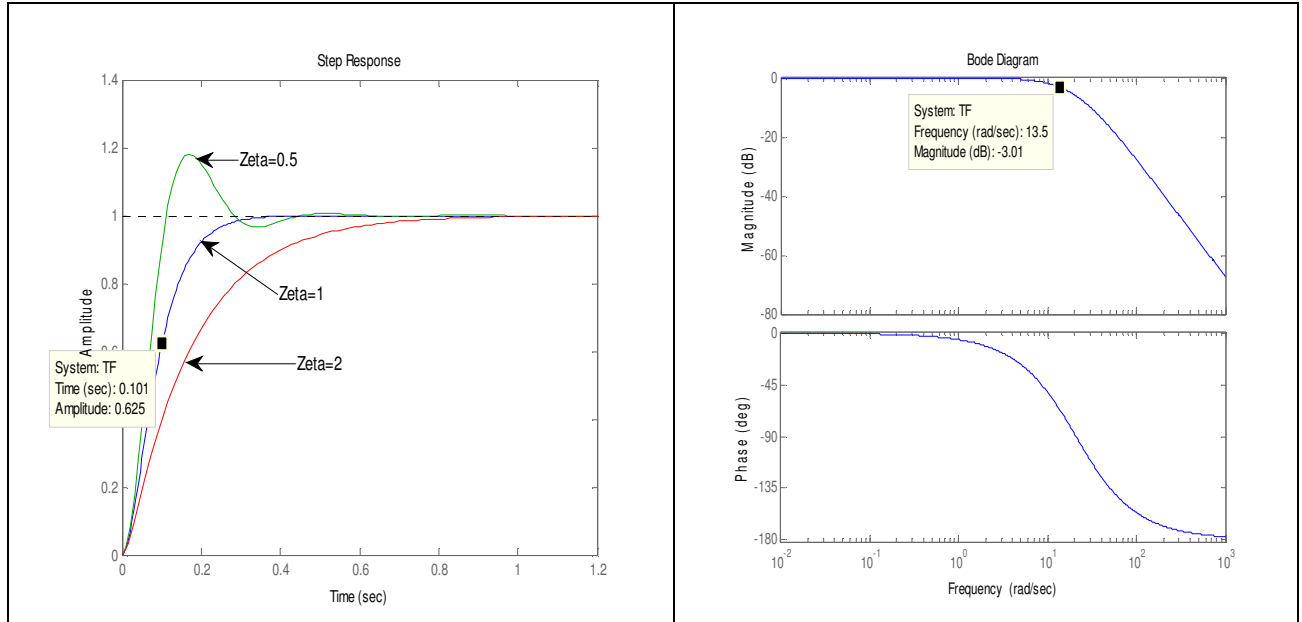 Step Response
1.4
1.2
1
0.8
0.6
0.2
0
Amplitude
Zeta=0.5
Zeta=1
Zeta=2
System: TF
Time (sec): 0.101
Amplitude: 0.625
0 0.2 0.4 0.6 0.8 1 1.2
Time (sec)
Bode Diagram
0
-20
-40
-60
-80
Magnitude (dB)
System: TF
Frequency (rad/sec): 13.5
Magnitude (dB): -3.01
0
-45
-90
-135
-180
Phase (deg)
10^-2 10^-1 10^0 10^1 10^2 10^3
Frequency (rad/sec)